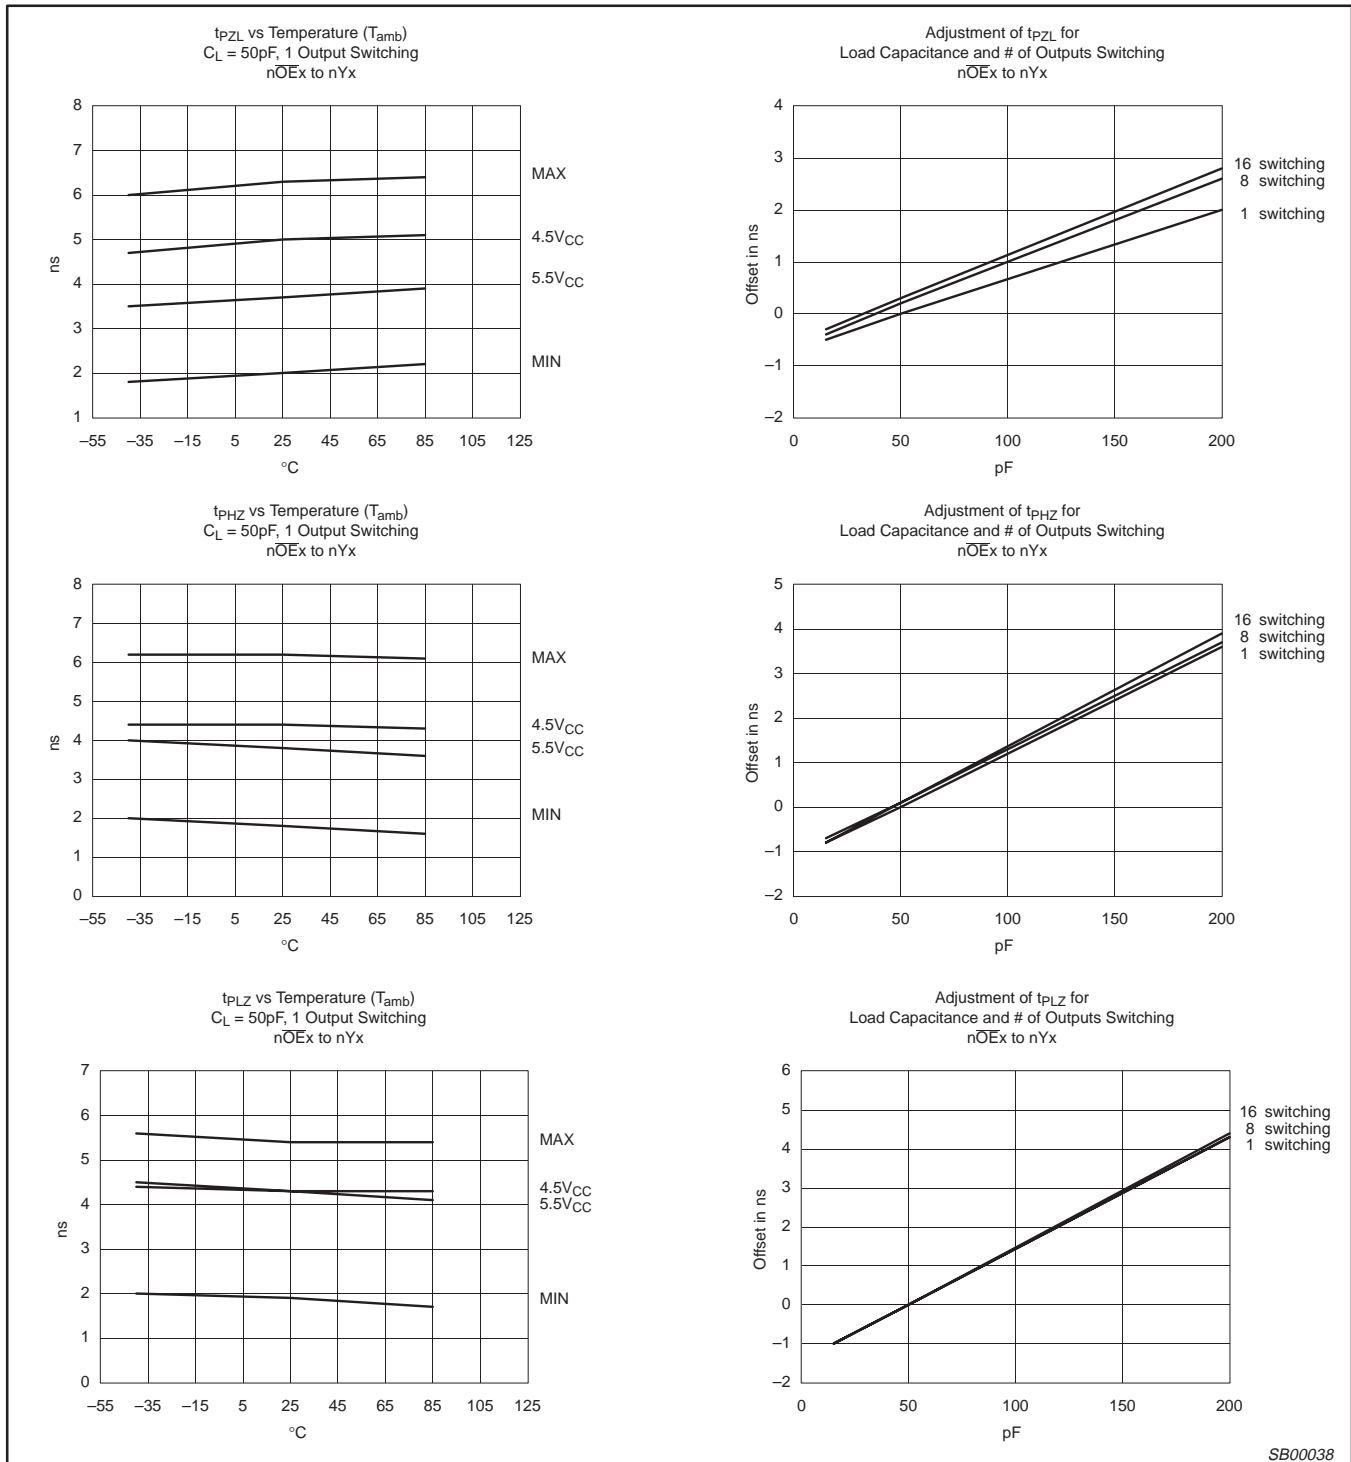 tPZL vs Temperature (Tamb)
CL = 50pF, 1 Output Switching
nOEx to nYx
8
7
6
5
4
3
2
1
ns
MAX
4.5VCC
5.5VCC
MIN
–55 –35 –15 5 25 45 65 85 105 125
°C
Adjustment of tPZL for
Load Capacitance and # of Outputs Switching
nOEx to nYx
4
3
2
1
0
–1
–2
Offset in ns
16 switching
8 switching
1 switching
0 50 100 150 200
pF
tPHZ vs Temperature (Tamb)
CL = 50pF, 1 Output Switching
nOEx to nYx
8
7
6
5
4
3
2
1
0
ns
MAX
4.5VCC
5.5VCC
MIN
–55 –35 –15 5 25 45 65 85 105 125
°C
Adjustment of tPHZ for
Load Capacitance and # of Outputs Switching
nOEx to nYx
5
4
3
2
1
0
–1
–2
Offset in ns
16 switching
8 switching
1 switching
0 50 100 150 200
pF
tPLZ vs Temperature (Tamb)
CL = 50pF, 1 Output Switching
nOEx to nYx
7
6
5
4
3
2
1
0
ns
MAX
4.5VCC
5.5VCC
MIN
–55 –35 –15 5 25 45 65 85 105 125
°C
Adjustment of tPLZ for
Load Capacitance and # of Outputs Switching
nOEx to nYx
6
5
4
3
2
1
0
–1
–2
Offset in ns
16 switching
8 switching
1 switching
0 50 100 150 200
pF
SB00038